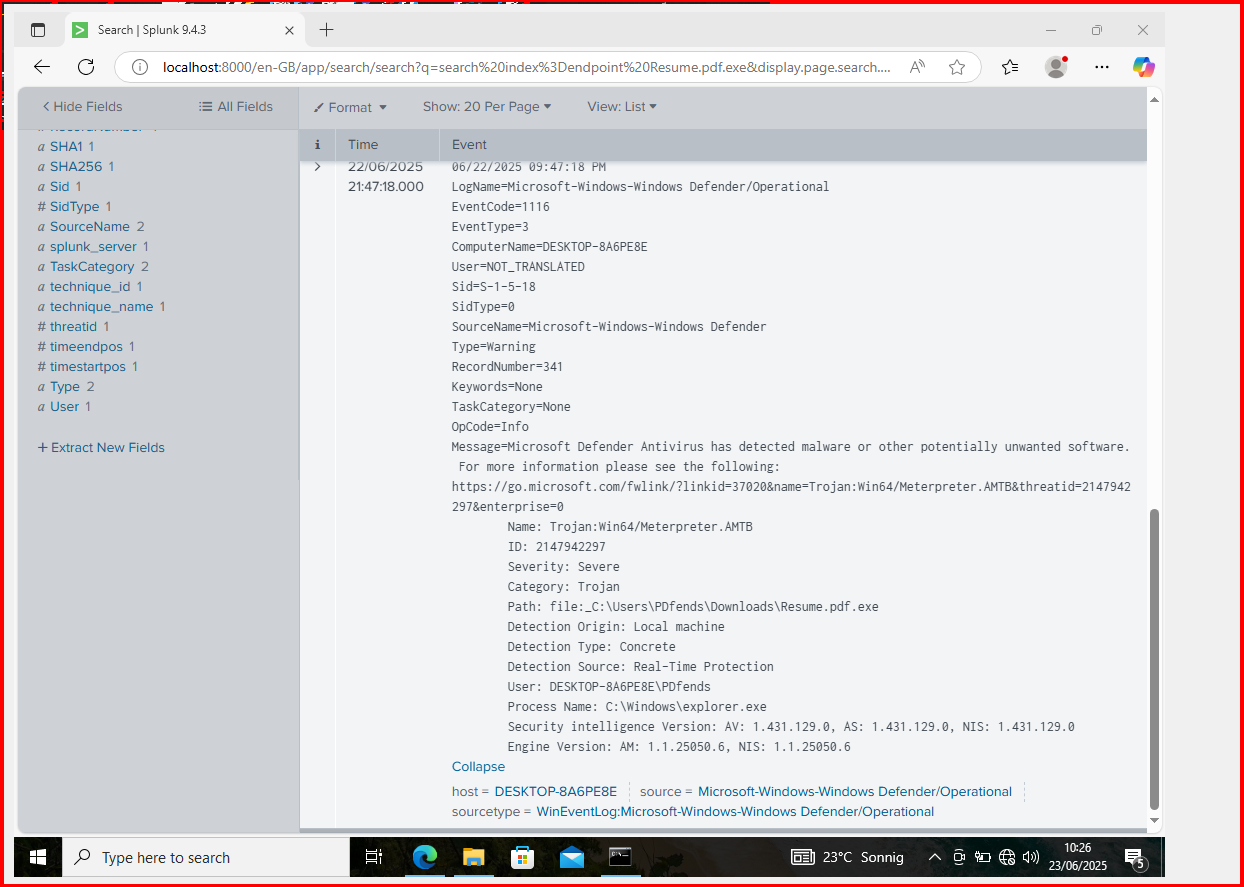 Search | Splunk 9.4.3
localhost:8000/en-GB/app/search/search?q=search%20index%3Dendpoint%20Resume.pdf.exe&display.page.search....
Hide Fields
All Fields
Format
Show: 20 Per Page
View: List
i
Time
Event
a SHA1 1
a SHA256 1
a Sid 1
# SidType 1
a SourceName 2
a splunk_server 1
a TaskCategory 2
a technique_id 1
a technique_name 1
# threatid 1
# timeendpos 1
# timestartpos 1
a Type 2
a User 1
+ Extract New Fields
22/06/2025
21:47:18.000
06/22/2025 09:47:18 PM
LogName=Microsoft-Windows-Windows Defender/Operational
EventCode=1116
EventType=3
ComputerName=DESKTOP-8A6PE8E
User=NOT_TRANSLATED
Sid=S-1-5-18
SidType=0
SourceName=Microsoft-Windows-Windows Defender
Type=Warning
RecordNumber=341
Keywords=None
TaskCategory=None
OpCode=Info
Message=Microsoft Defender Antivirus has detected malware or other potentially unwanted software.
For more information please see the following:
https://go.microsoft.com/fwlink/?linkid=37020&name=Trojan:Win64/Meterpreter.AMTB&threatid=2147942
297&enterprise=0
Name: Trojan:Win64/Meterpreter.AMTB
ID: 2147942297
Severity: Severe
Category: Trojan
Path: file:_C:\Users\PDfends\Downloads\Resume.pdf.exe
Detection Origin: Local machine
Detection Type: Concrete
Detection Source: Real-Time Protection
User: DESKTOP-8A6PE8E\PDfends
Process Name: C:\Windows\explorer.exe
Security intelligence Version: AV: 1.431.129.0, AS: 1.431.129.0, NIS: 1.431.129.0
Engine Version: AM: 1.1.25050.6, NIS: 1.1.25050.6
Collapse
host = DESKTOP-8A6PE8E
source = Microsoft-Windows-Windows Defender/Operational
sourcetype = WinEventLog:Microsoft-Windows-Windows Defender/Operational
Type here to search
23°C Sonnig
10:26
23/06/2025
5